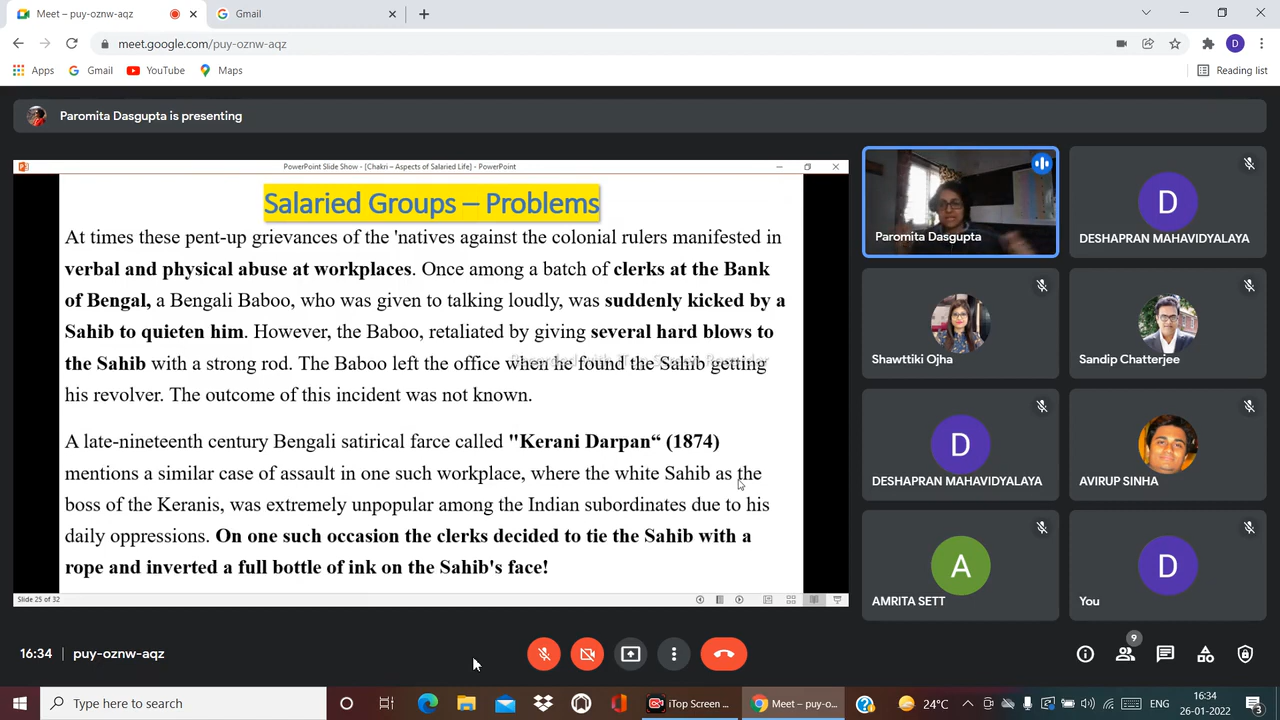 Meet – puy-oznw-aqz
Gmail
meet.google.com/puy-oznw-aqz
Apps Gmail YouTube Maps Reading list
Paromita Dasgupta is presenting
PowerPoint Slide Show - [Chakri – Aspects of Salaried Life] - PowerPoint
Salaried Groups – Problems
At times these pent-up grievances of the 'natives against the colonial rulers manifested in
verbal and physical abuse at workplaces. Once among a batch of clerks at the Bank
of Bengal, a Bengali Baboo, who was given to talking loudly, was suddenly kicked by a
Sahib to quieten him. However, the Baboo, retaliated by giving several hard blows to
the Sahib with a strong rod. The Baboo left the office when he found the Sahib getting
his revolver. The outcome of this incident was not known.
A late-nineteenth century Bengali satirical farce called "Kerani Darpan“ (1874)
mentions a similar case of assault in one such workplace, where the white Sahib as the
boss of the Keranis, was extremely unpopular among the Indian subordinates due to his
daily oppressions. On one such occasion the clerks decided to tie the Sahib with a
rope and inverted a full bottle of ink on the Sahib's face!
Slide 25 of 32
Paromita Dasgupta
D
DESHAPRAN MAHAVIDYALAYA
Shawttiki Ojha
Sandip Chatterjee
D
DESHAPRAN MAHAVIDYALAYA
AVIRUP SINHA
A
AMRITA SETT
D
You
16:34 | puy-oznw-aqz
9
Type here to search
iTop Screen ...
Meet – puy-o...
24°C
ENG
16:34
26-01-2022
3